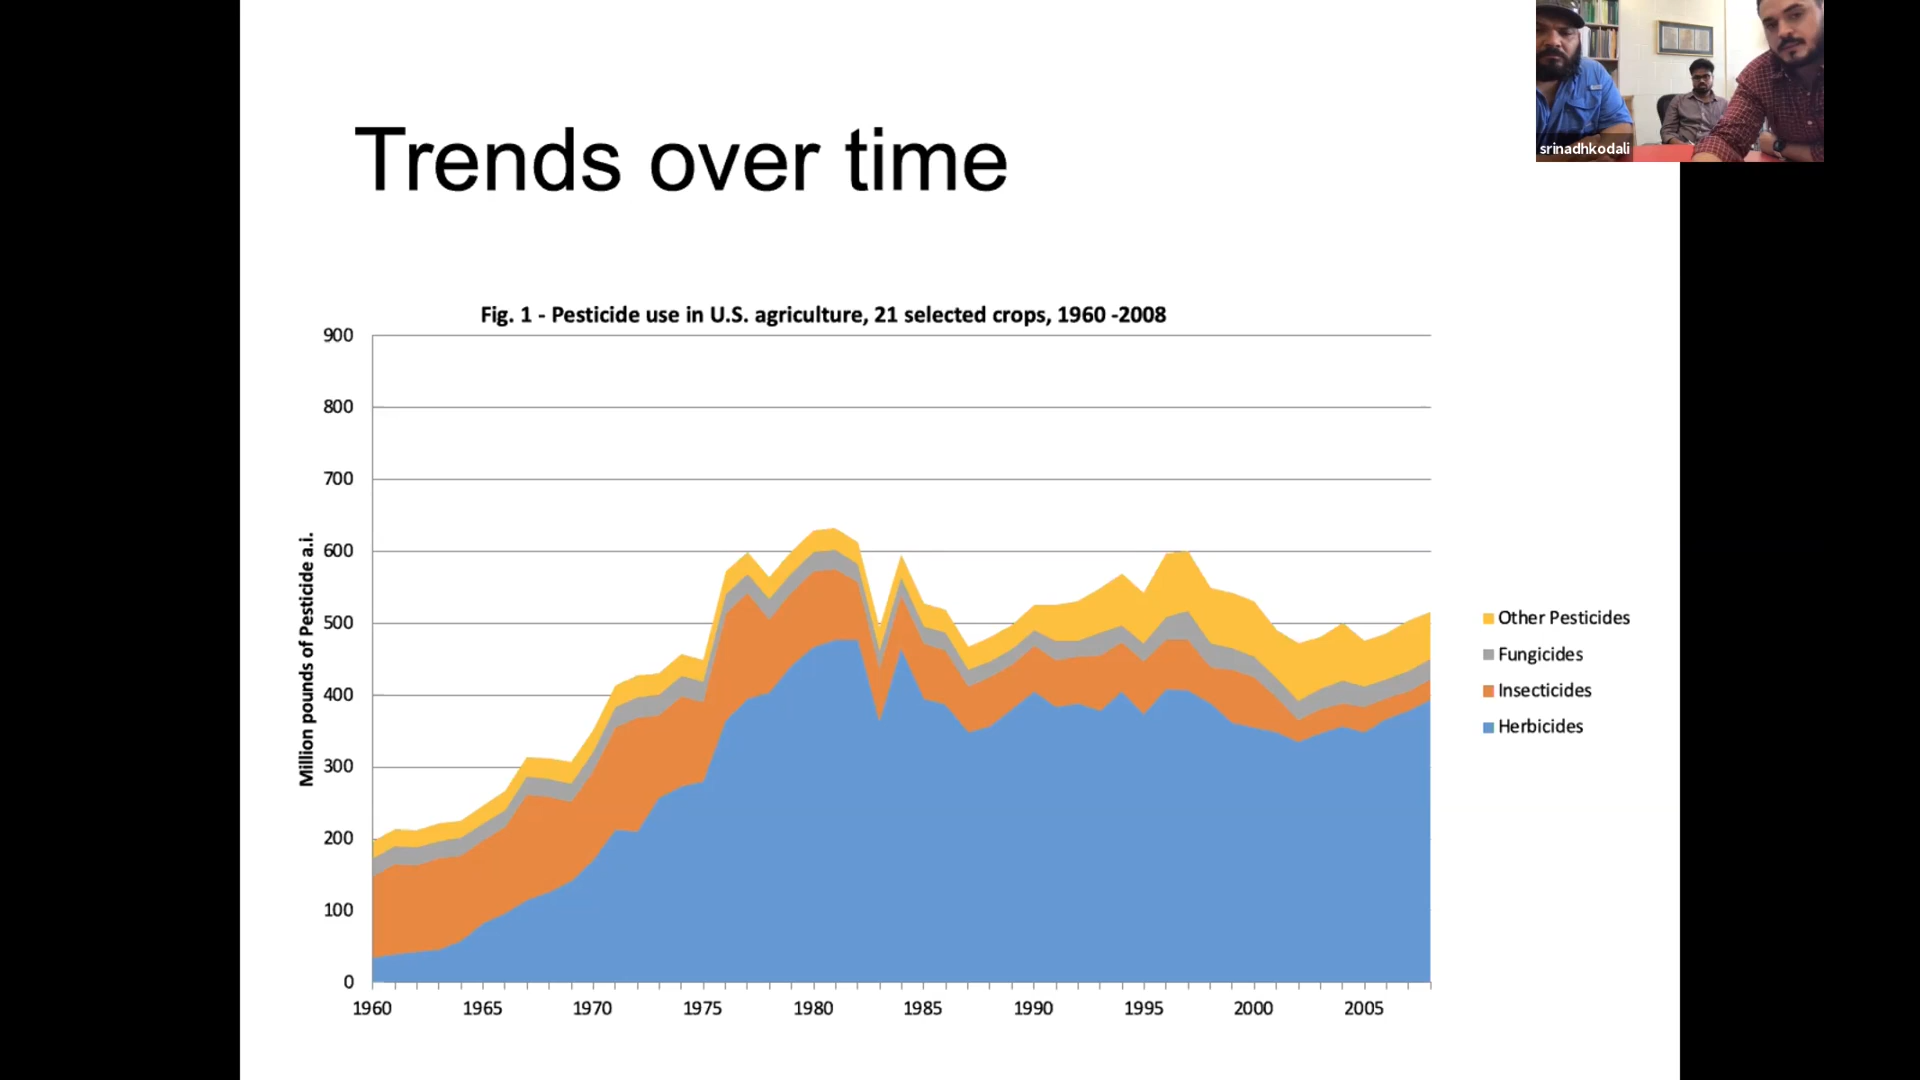 srinadhkodali
Trends over time
Fig. 1 - Pesticide use in U.S. agriculture, 21 selected crops, 1960 -2008
Million pounds of Pesticide a.i.
900
800
700
600
500
400
300
200
100
0
1960 1965 1970 1975 1980 1985 1990 1995 2000 2005
Other Pesticides
Fungicides
Insecticides
Herbicides